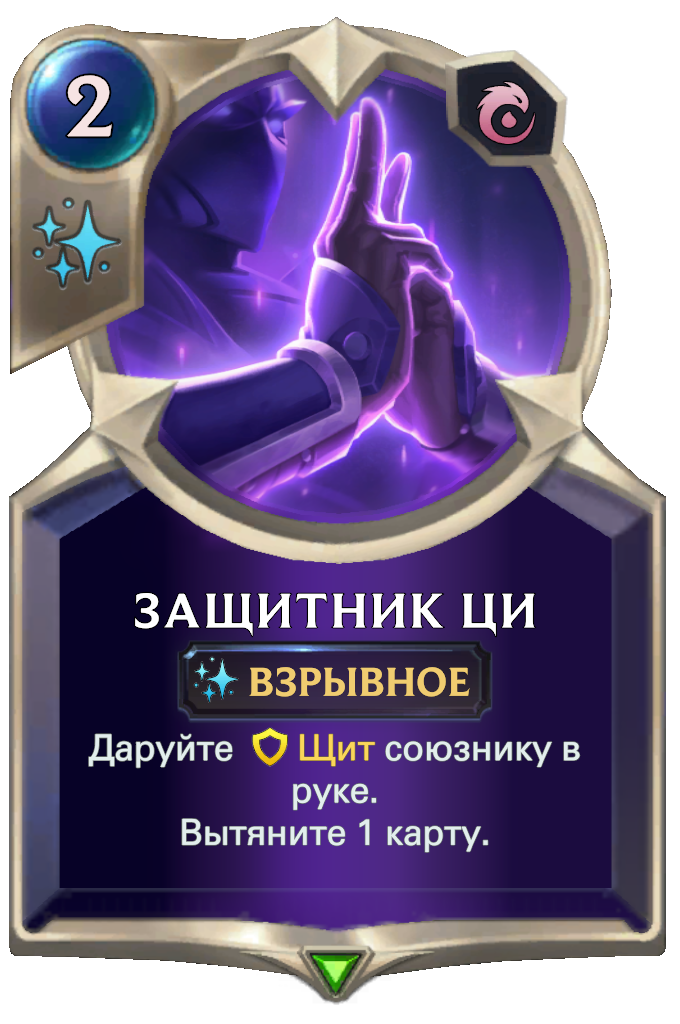 2
ЗАЩИТНИК ЦИ
ВЗРЫВНОЕ
Даруйте Щит союзнику в
руке.
Вытяните 1 карту.